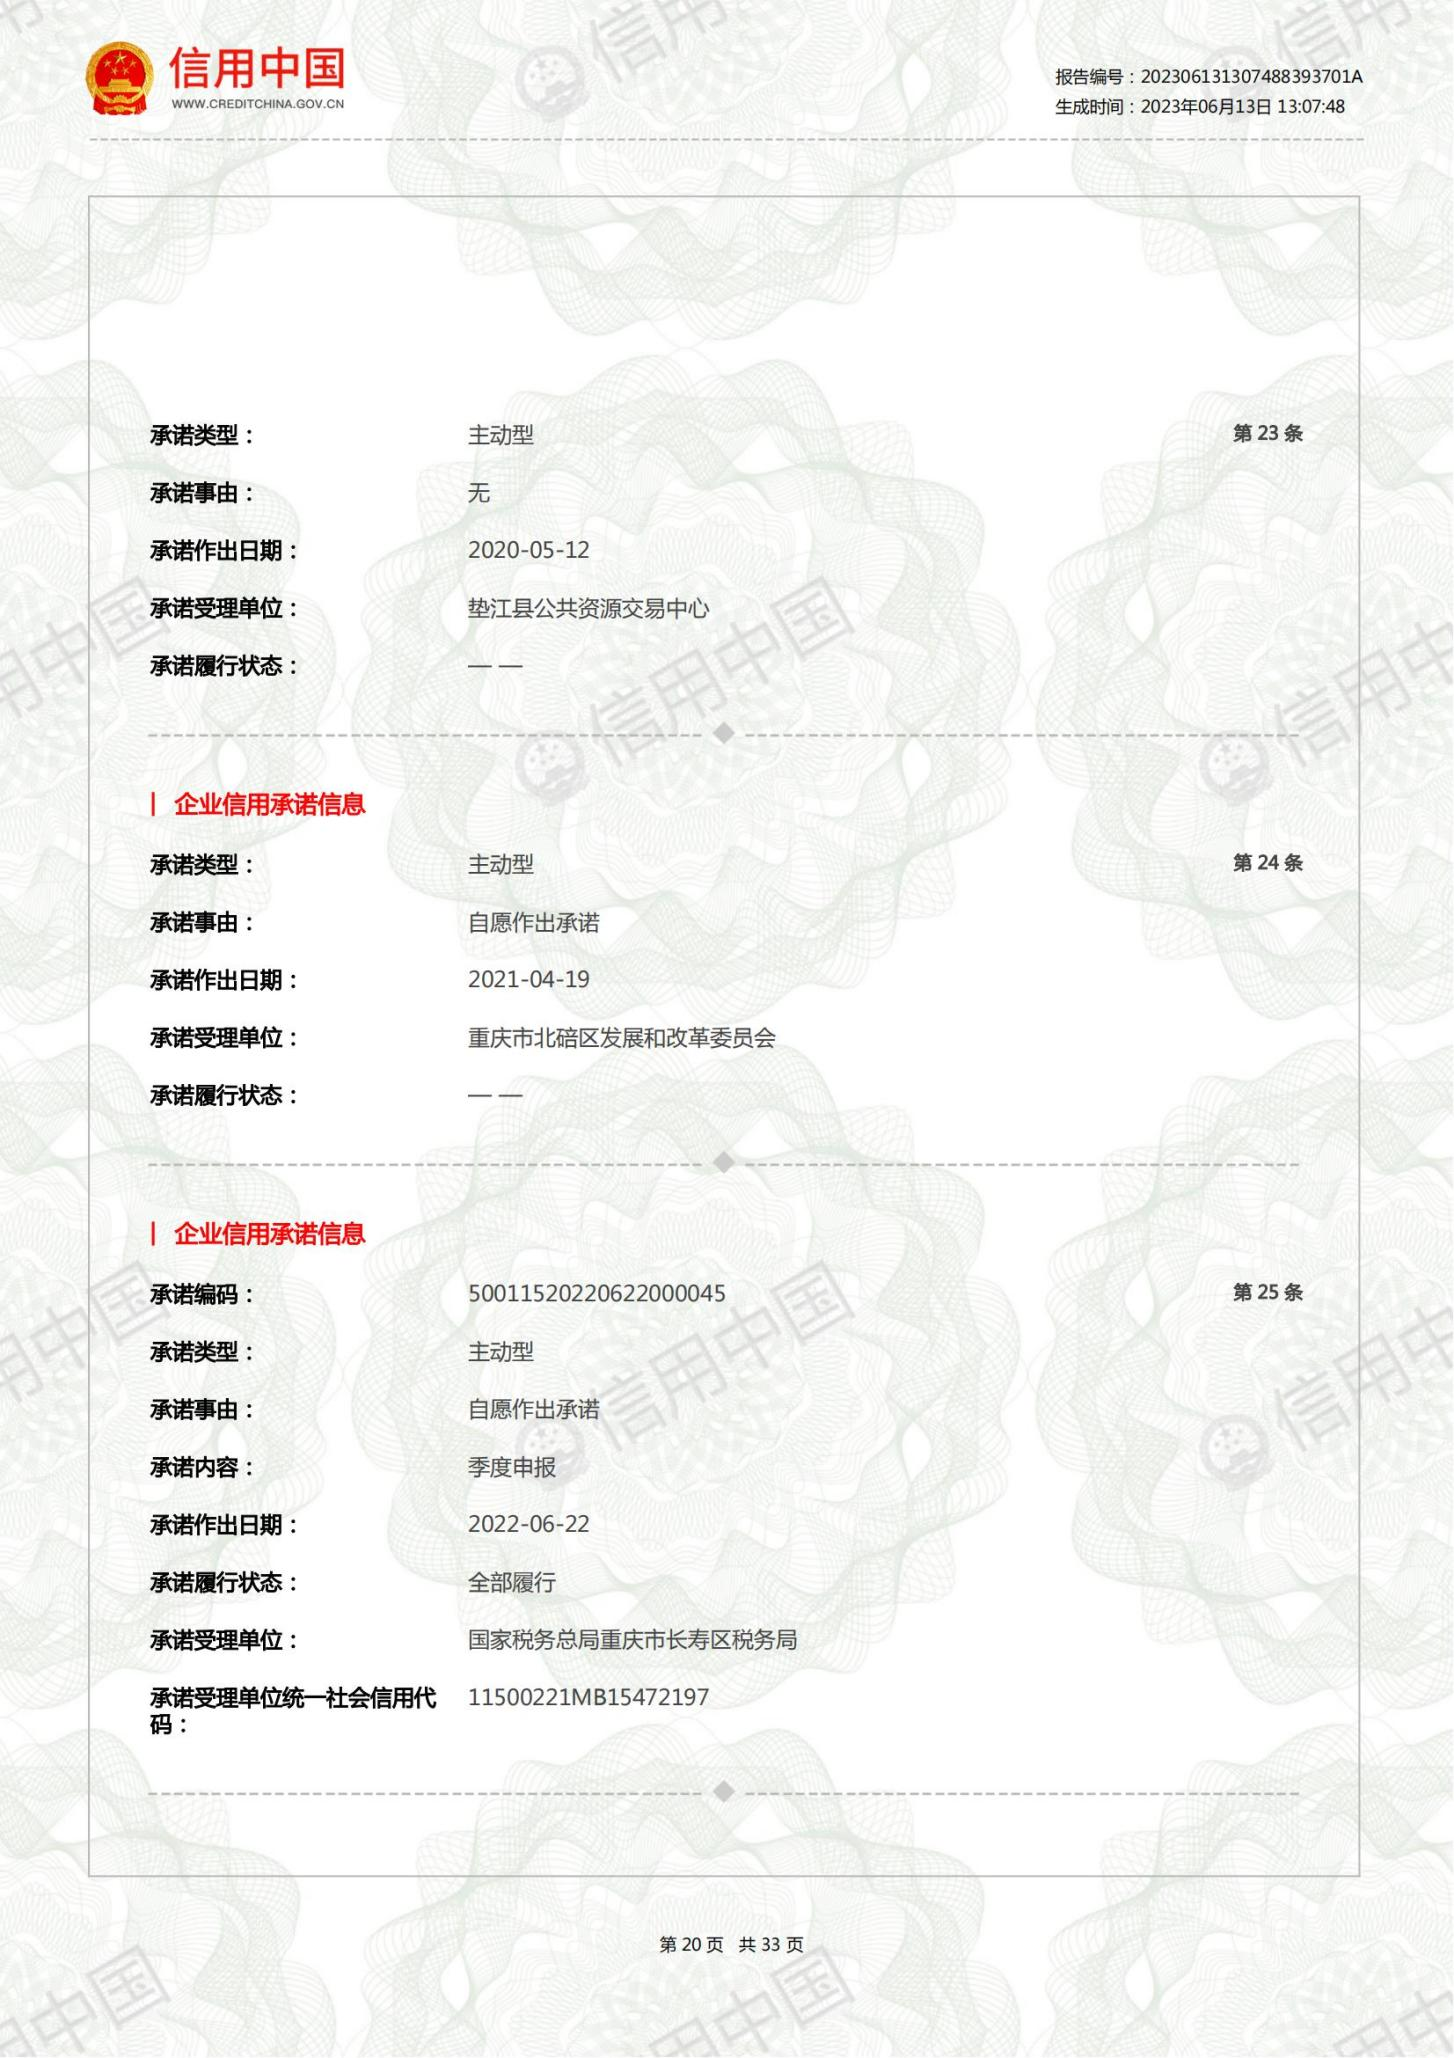 信用中国
WWW.CREDITCHINA.GOV.CN
报告编号：202306131307488393701A
生成时间：2023年06月13日 13:07:48
承诺类型： 主动型 第 23 条
承诺事由： 无
承诺作出日期： 2020-05-12
承诺受理单位： 垫江县公共资源交易中心
承诺履行状态： — —
企业信用承诺信息
承诺类型： 主动型 第 24 条
承诺事由： 自愿作出承诺
承诺作出日期： 2021-04-19
承诺受理单位： 重庆市北碚区发展和改革委员会
承诺履行状态： — —
企业信用承诺信息
承诺编码： 50011520220622000045 第 25 条
承诺类型： 主动型
承诺事由： 自愿作出承诺
承诺内容： 季度申报
承诺作出日期： 2022-06-22
承诺履行状态： 全部履行
承诺受理单位： 国家税务总局重庆市长寿区税务局
承诺受理单位统一社会信用代 11500221MB15472197
码：
第 20 页 共 33 页